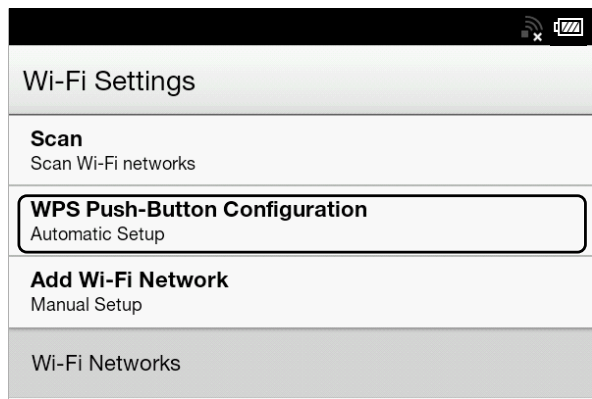 Wi-Fi Settings
Scan
Scan Wi-Fi networks
WPS Push-Button Configuration
Automatic Setup
Add Wi-Fi Network
Manual Setup
Wi-Fi Networks